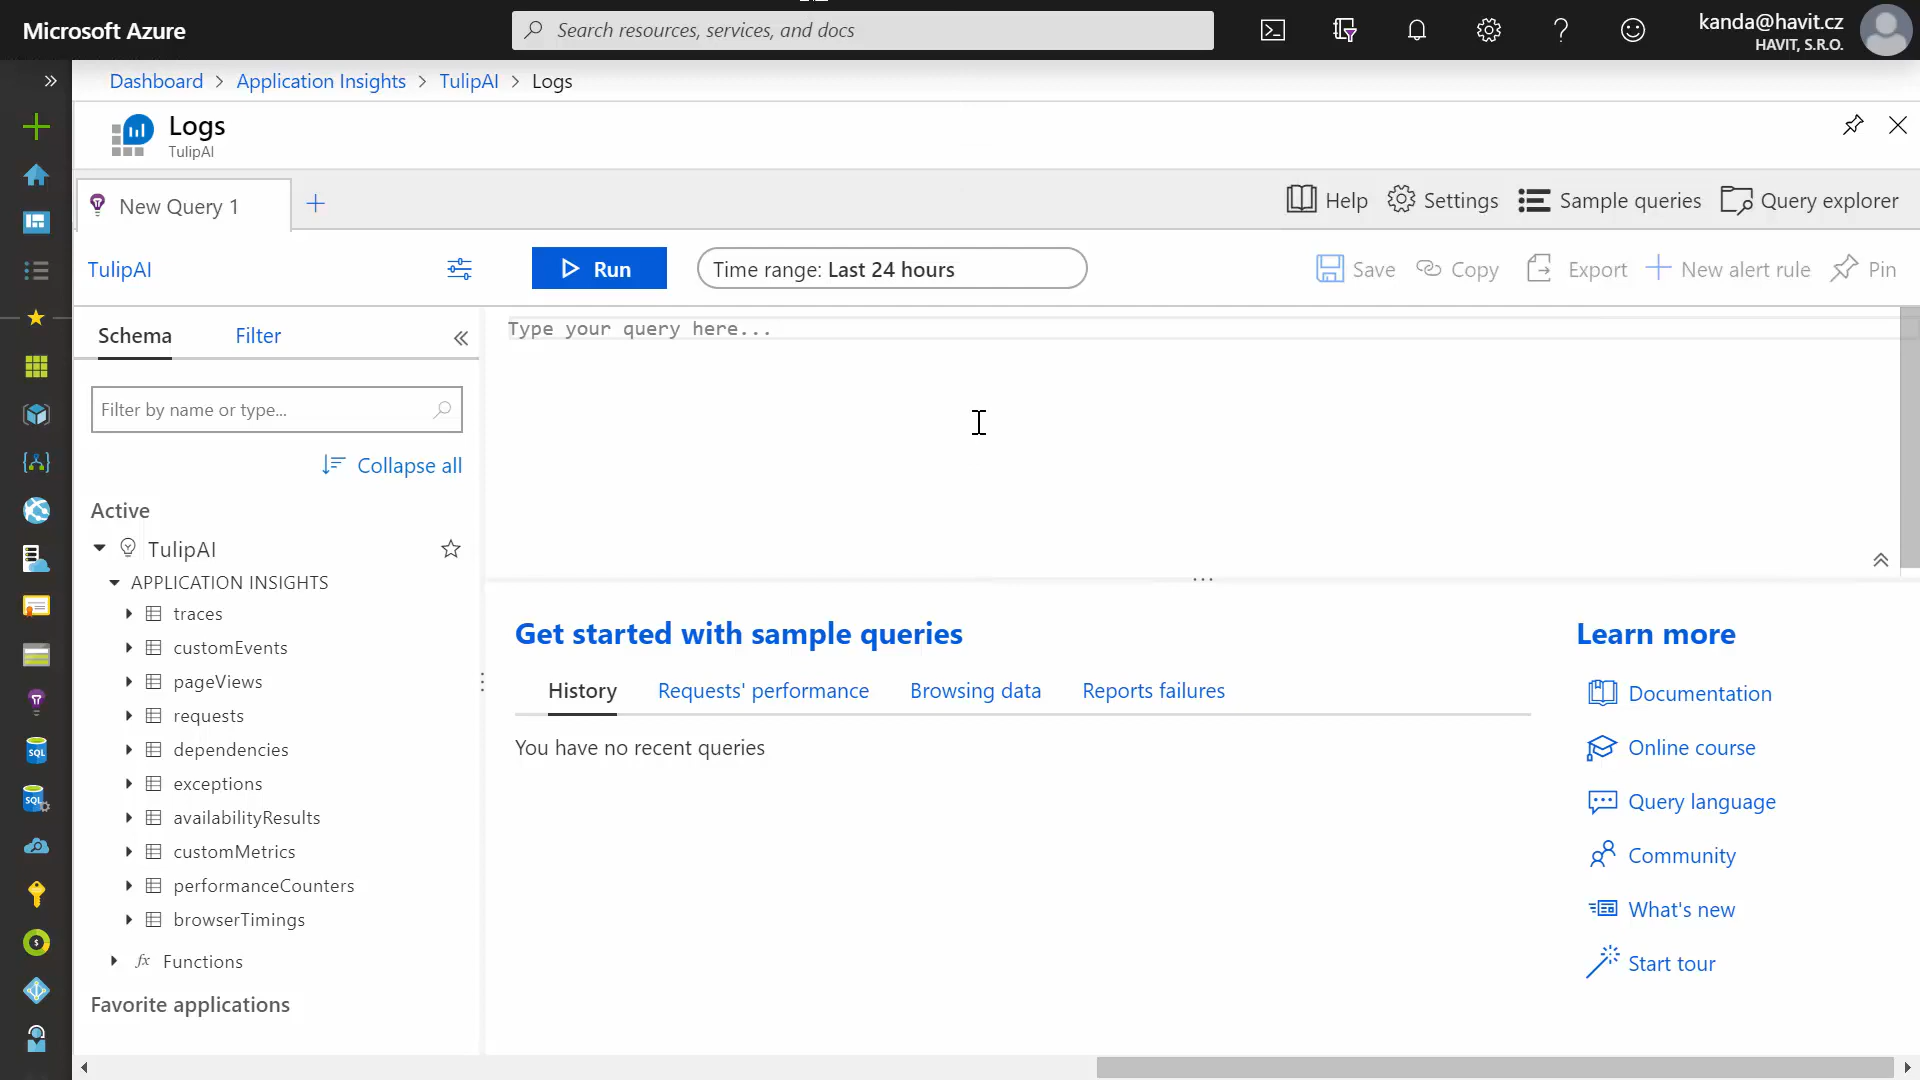 Microsoft Azure
Search resources, services, and docs
kanda@havit.cz
HAVIT, S.R.O.
Dashboard > Application Insights > TulipAI > Logs
Logs
TulipAI
New Query 1
Help
Settings
Sample queries
Query explorer
TulipAI
Run
Time range: Last 24 hours
Save
Copy
Export
New alert rule
Pin
Schema
Filter
Type your query here...
Filter by name or type...
Collapse all
Active
TulipAI
APPLICATION INSIGHTS
traces
customEvents
pageViews
requests
dependencies
exceptions
availabilityResults
customMetrics
performanceCounters
browserTimings
fx Functions
Favorite applications
Get started with sample queries
History
Requests' performance
Browsing data
Reports failures
You have no recent queries
Learn more
Documentation
Online course
Query language
Community
What's new
Start tour
SQL
SQL